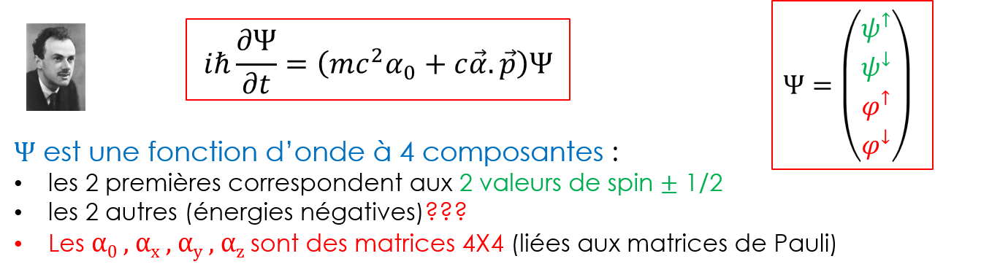 iħ ∂Ψ/∂t = (mc²α₀ + cα⃗.p⃗)Ψ
Ψ = (ψ↑
ψ↓
φ↑
φ↓)
Ψ est une fonction d’onde à 4 composantes :
• les 2 premières correspondent aux 2 valeurs de spin ± 1/2
• les 2 autres (énergies négatives)???
• Les α₀ , αₓ , α_y , α_z sont des matrices 4X4 (liées aux matrices de Pauli)